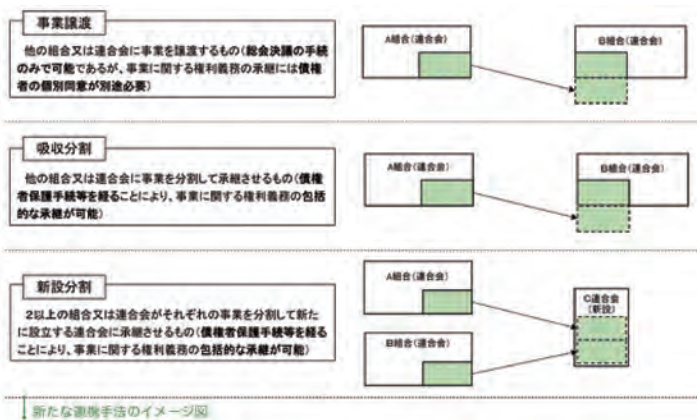 事業譲渡
他の組合又は連合会に事業を譲渡するもの（総会決議の手続
のみで可能であるが、事業に関する権利義務の承継には債権
者の個別同意が別途必要）
A組合（連合会）
B組合（連合会）
吸収分割
他の組合又は連合会に事業を分割して承継させるもの（債権
者保護手続等を経ることにより、事業に関する権利義務の包括
的な承継が可能）
A組合（連合会）
B組合（連合会）
新設分割
2以上の組合又は連合会がそれぞれの事業を分割して新た
に設立する連合会に承継させるもの（債権者保護手続等を経る
ことにより、事業に関する権利義務の包括的な承継が可能）
A組合（連合会）
B組合（連合会）
C連合会
（新設）
新たな連携手法のイメージ図